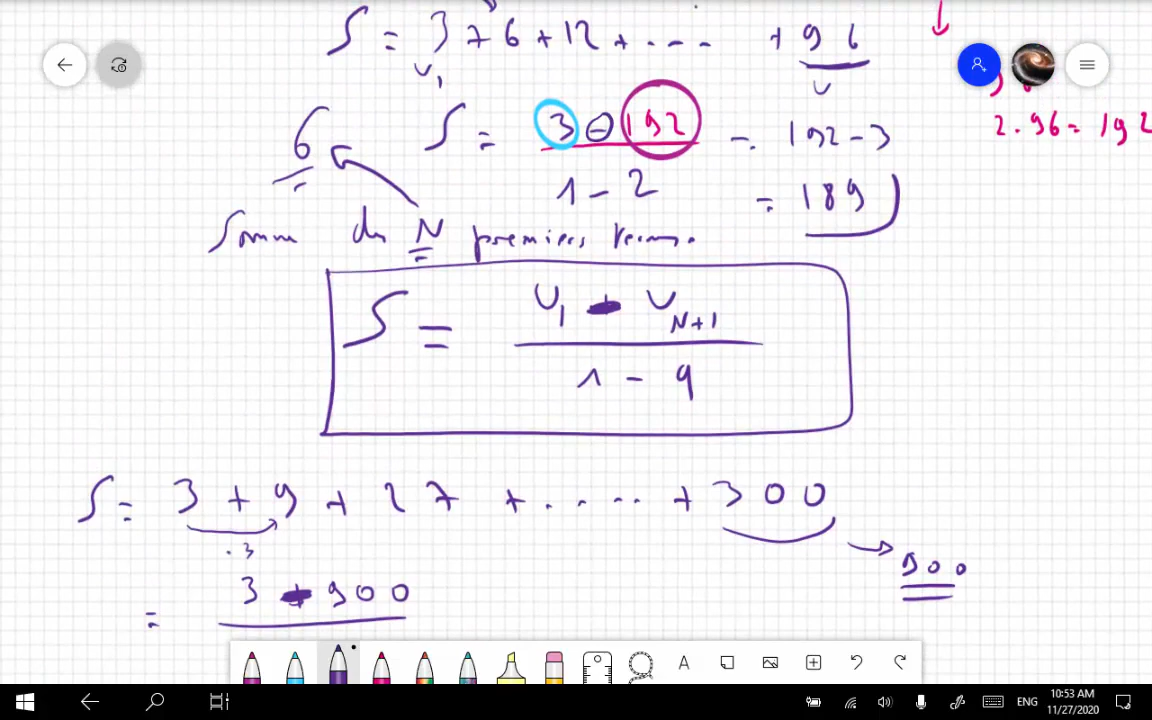 S = 3 + 6 + 12 + .... + 96
U1
S = 3 - 192 / 1 - 2 = 192 - 3
2 . 96 = 192
6
= 189
Somme des N premiers termes.
S = U1 - UN+1 / 1 - q
S = 3 + 9 + 27 + ..... + 300
. 3
900
= 3 - 900
A
ENG
10:53 AM
11/27/2020